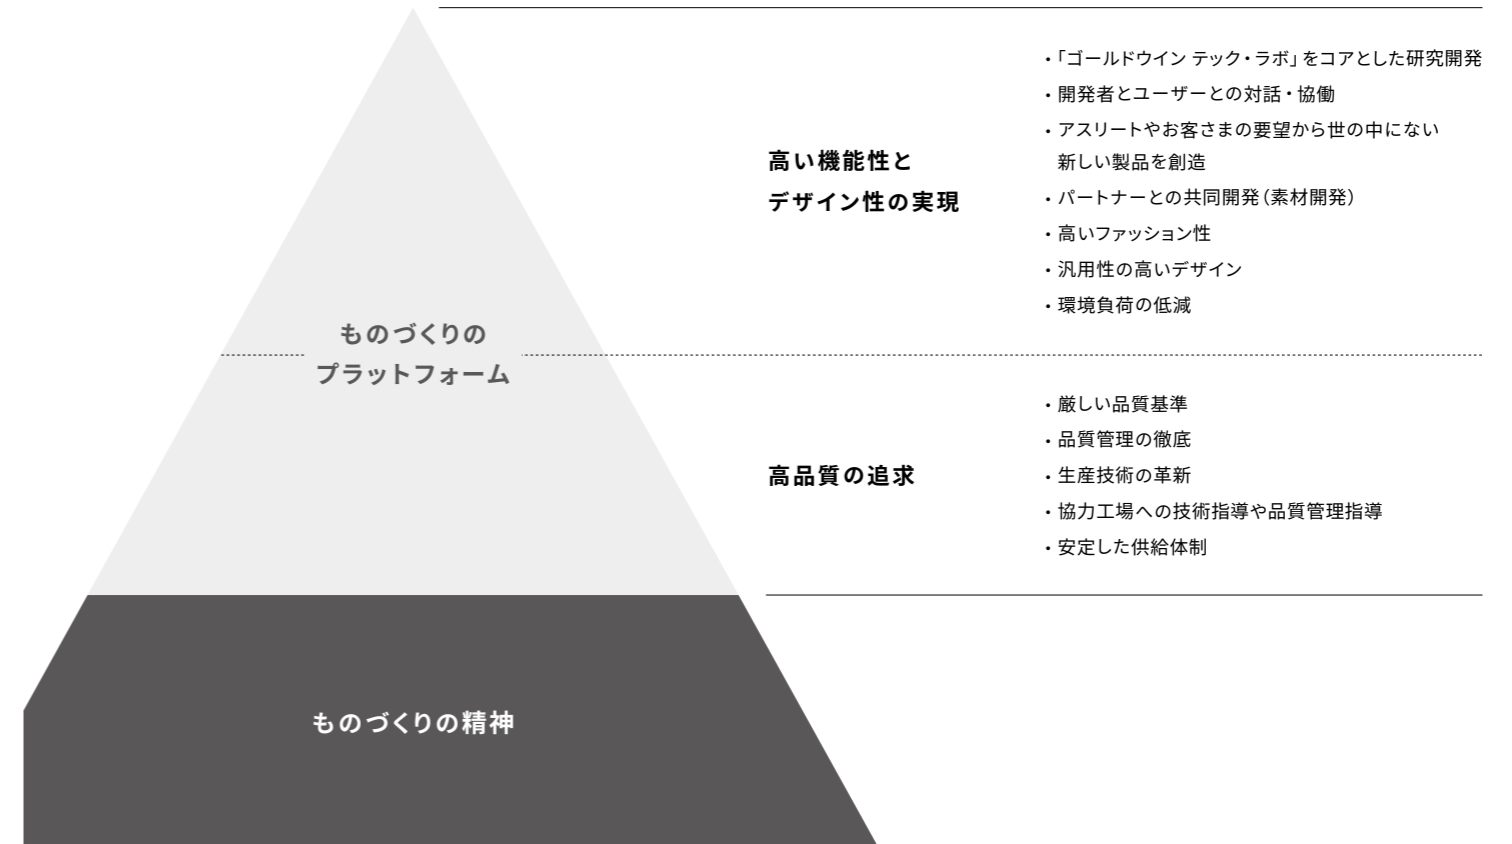 ものづくりの
プラットフォーム
高い機能性と
デザイン性の実現
・「ゴールドウイン テック・ラボ」をコアとした研究開発
・開発者とユーザーとの対話・協働
・アスリートやお客さまの要望から世の中にない
新しい製品を創造
・パートナーとの共同開発(素材開発)
・高いファッション性
・汎用性の高いデザイン
・環境負荷の低減
高品質の追求
・厳しい品質基準
・品質管理の徹底
・生産技術の革新
・協力工場への技術指導や品質管理指導
・安定した供給体制
ものづくりの精神